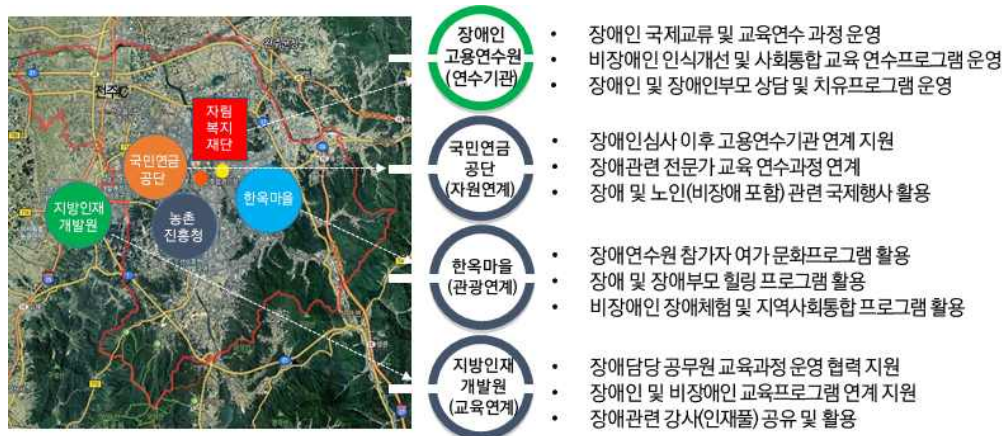 전주IC
자림
복지
재단
국민연금
공단
한옥마을
지방인재
개발원
농촌
진흥청
장애인
고용연수원
(연수기관)
• 장애인 국제교류 및 교육연수 과정 운영
• 비장애인 인식개선 및 사회통합 교육 연수프로그램 운영
• 장애인 및 장애인부모 상담 및 치유프로그램 운영
국민연금
공단
(자원연계)
• 장애인심사 이후 고용연수기관 연계 지원
• 장애관련 전문가 교육 연수과정 연계
• 장애 및 노인(비장애 포함) 관련 국제행사 활용
한옥마을
(관광연계)
• 장애연수원 참가자 여가 문화프로그램 활용
• 장애 및 장애부모 힐링 프로그램 활용
• 비장애인 장애체험 및 지역사회통합 프로그램 활용
지방인재
개발원
(교육연계)
• 장애담당 공무원 교육과정 운영 협력 지원
• 장애인 및 비장애인 교육프로그램 연계 지원
• 장애관련 강사(인재풀) 공유 및 활용